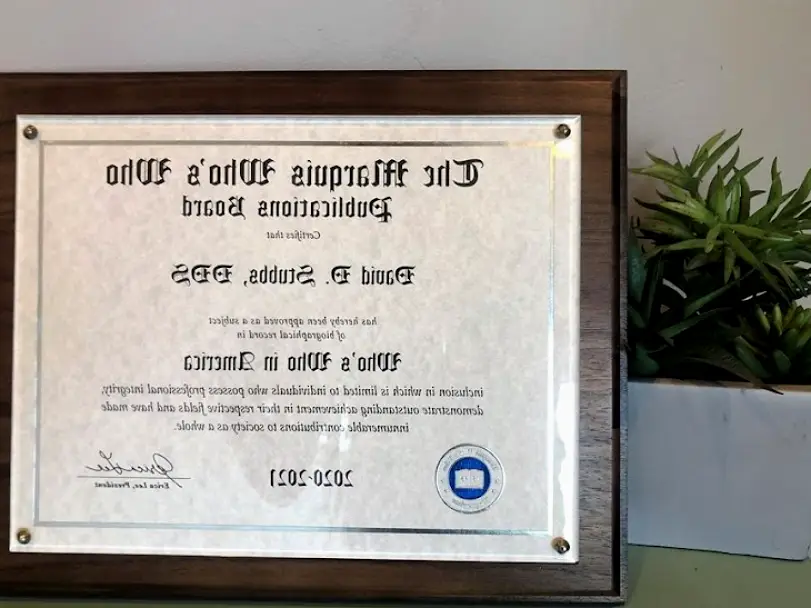 The Marquis Who's Who
Publications Board
Certifies that
David D. Stubbs, DDS
has hereby been approved as a subject
of biographical record in
Who's Who in America
inclusion in which is limited to individuals who possess professional integrity,
demonstrate outstanding achievement in their respective fields and have made
innumerable contributions to society as a whole.
2020-2021
Erica Lee, President